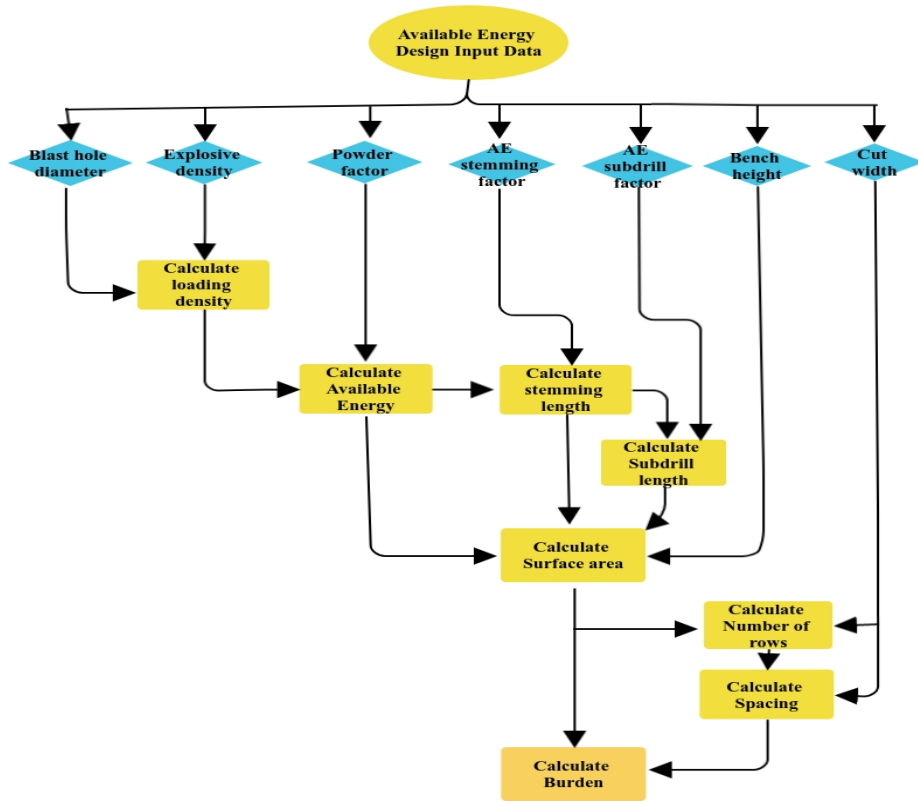 Available Energy
Design Input Data
Blast hole
diameter
Explosive
density
Powder
factor
AE
stemming
factor
AE
subdrill
factor
Bench
height
Cut
width
Calculate
loading
density
Calculate
Available
Energy
Calculate
stemming
length
Calculate
Subdrill
length
Calculate
Surface area
Calculate
Number of
rows
Calculate
Spacing
Calculate
Burden